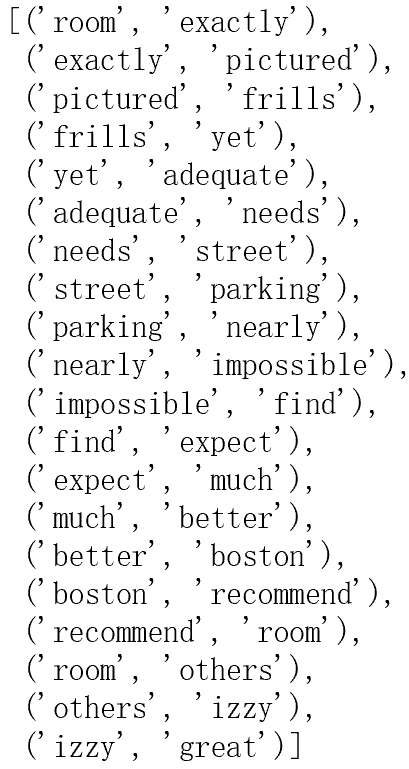 [('room', 'exactly'),
('exactly', 'pictured'),
('pictured', 'frills'),
('frills', 'yet'),
('yet', 'adequate'),
('adequate', 'needs'),
('needs', 'street'),
('street', 'parking'),
('parking', 'nearly'),
('nearly', 'impossible'),
('impossible', 'find'),
('find', 'expect'),
('expect', 'much'),
('much', 'better'),
('better', 'boston'),
('boston', 'recommend'),
('recommend', 'room'),
('room', 'others'),
('others', 'izzy'),
('izzy', 'great')]